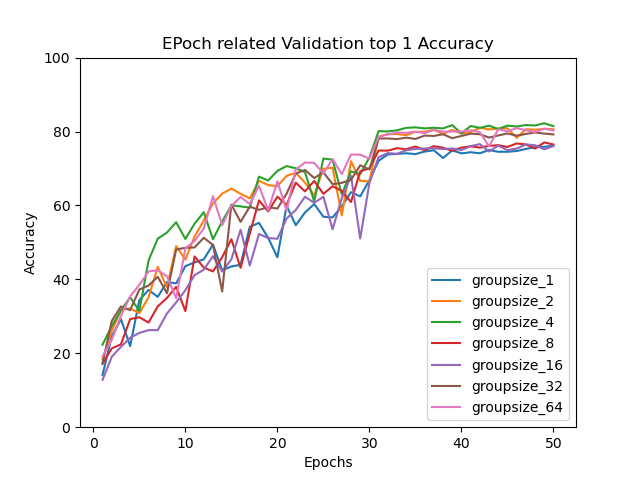 EPoch related Validation top 1 Accuracy
100
80
60
40
20
0
Accuracy
0 10 20 30 40 50
Epochs
groupsize_1
groupsize_2
groupsize_4
groupsize_8
groupsize_16
groupsize_32
groupsize_64